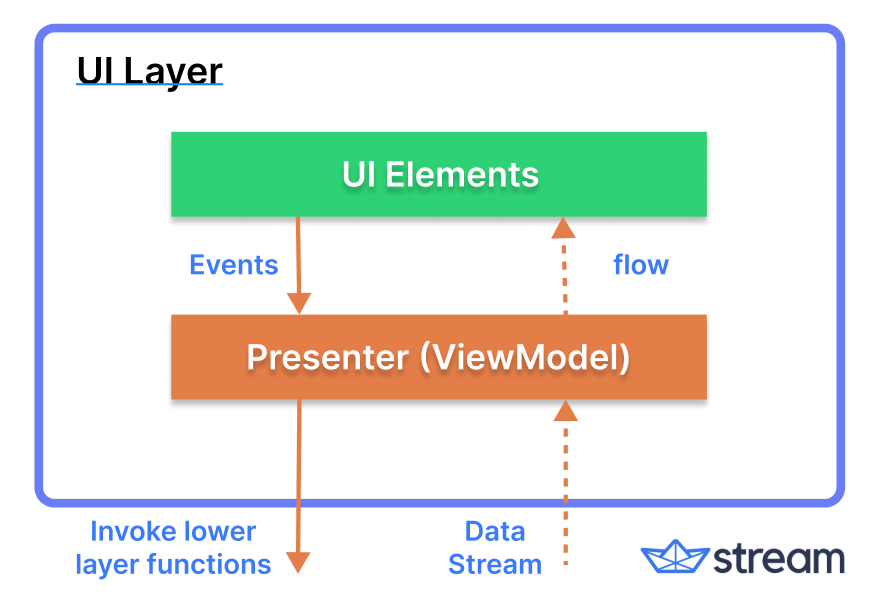 UI Layer
UI Elements
Events
flow
Presenter (ViewModel)
Invoke lower
layer functions
Data
Stream
stream